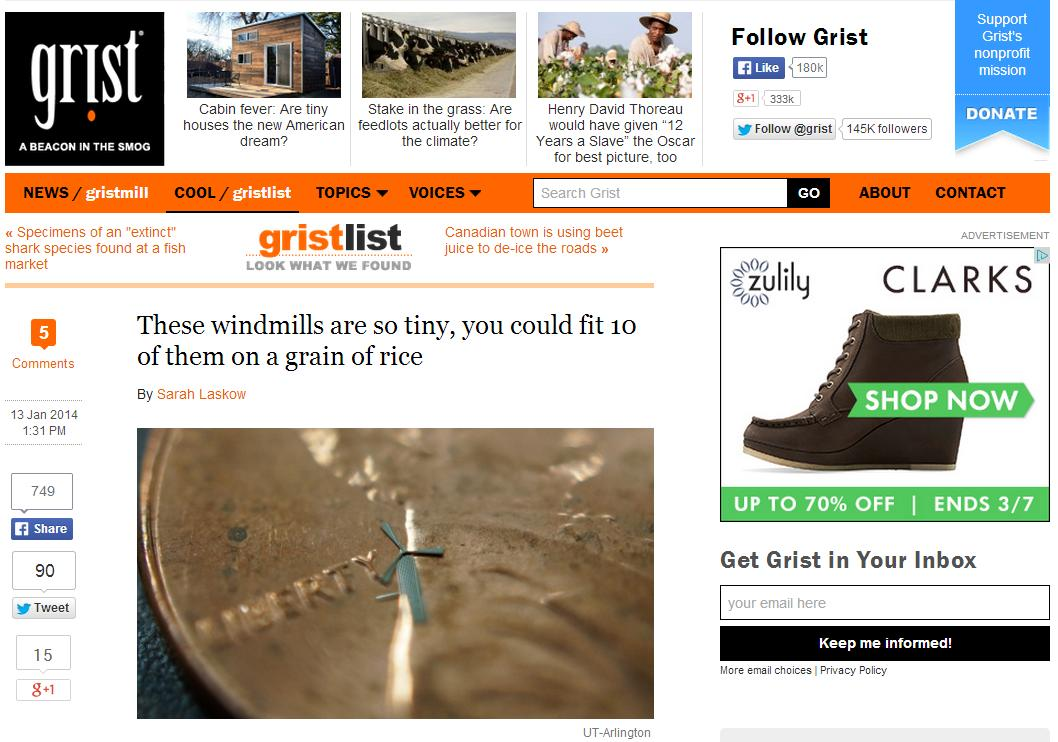 grist
A BEACON IN THE SMOG
Cabin fever: Are tiny
houses the new American
dream?
Stake in the grass: Are
feedlots actually better for
the climate?
Henry David Thoreau
would have given “12
Years a Slave” the Oscar
for best picture, too
Follow Grist
Like 180k
g+1 333k
Follow @grist 145K followers
Support
Grist's
nonprofit
mission
DONATE
NEWS / gristmill COOL / gristlist TOPICS VOICES Search Grist GO ABOUT CONTACT
« Specimens of an "extinct"
shark species found at a fish
market
gristlist
LOOK WHAT WE FOUND
Canadian town is using beet
juice to de-ice the roads »
ADVERTISEMENT
zulily CLARKS
SHOP NOW
UP TO 70% OFF | ENDS 3/7
5
Comments
13 Jan 2014
1:31 PM
749
Share
90
Tweet
15
g+1
These windmills are so tiny, you could fit 10
of them on a grain of rice
By Sarah Laskow
UT-Arlington
Get Grist in Your Inbox
your email here
Keep me informed!
More email choices | Privacy Policy